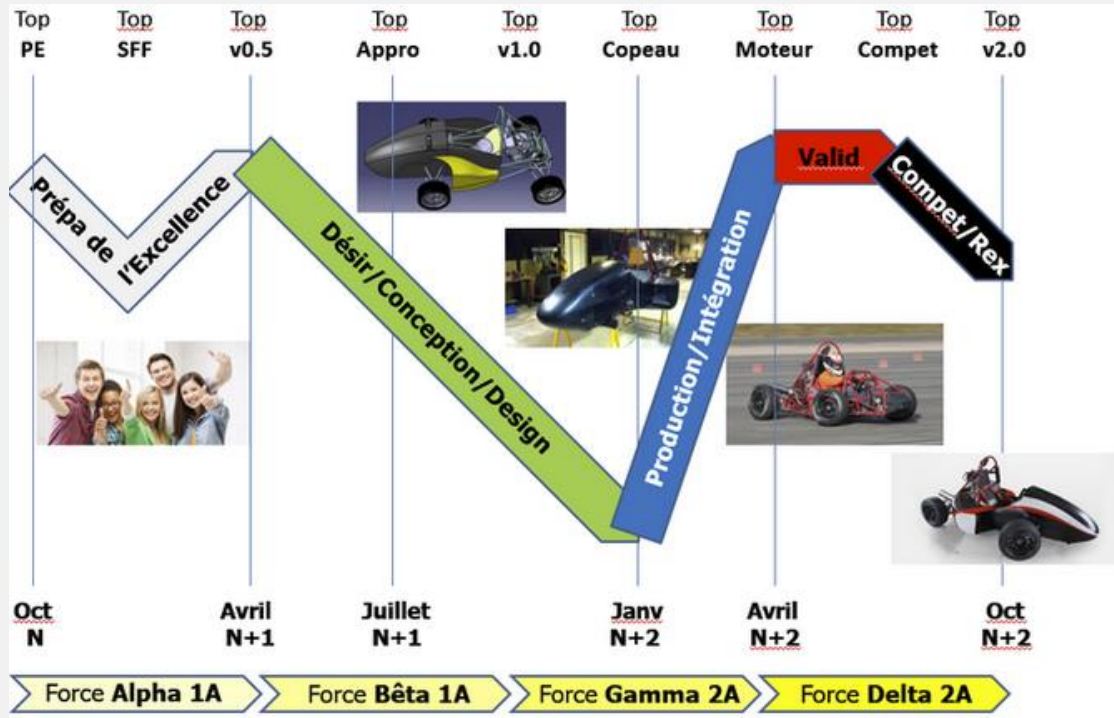 Top Top Top Top Top Top Top Top Top
PE SFF v0.5 Appro v1.0 Copeau Moteur Compet v2.0
Prépa de
l'Excellence
Désir/Conception/Design
Production/Intégration
Valid
Compet/Rex
Oct Avril Juillet Janv Avril Oct
N N+1 N+1 N+2 N+2 N+2
Force Alpha 1A Force Bêta 1A Force Gamma 2A Force Delta 2A